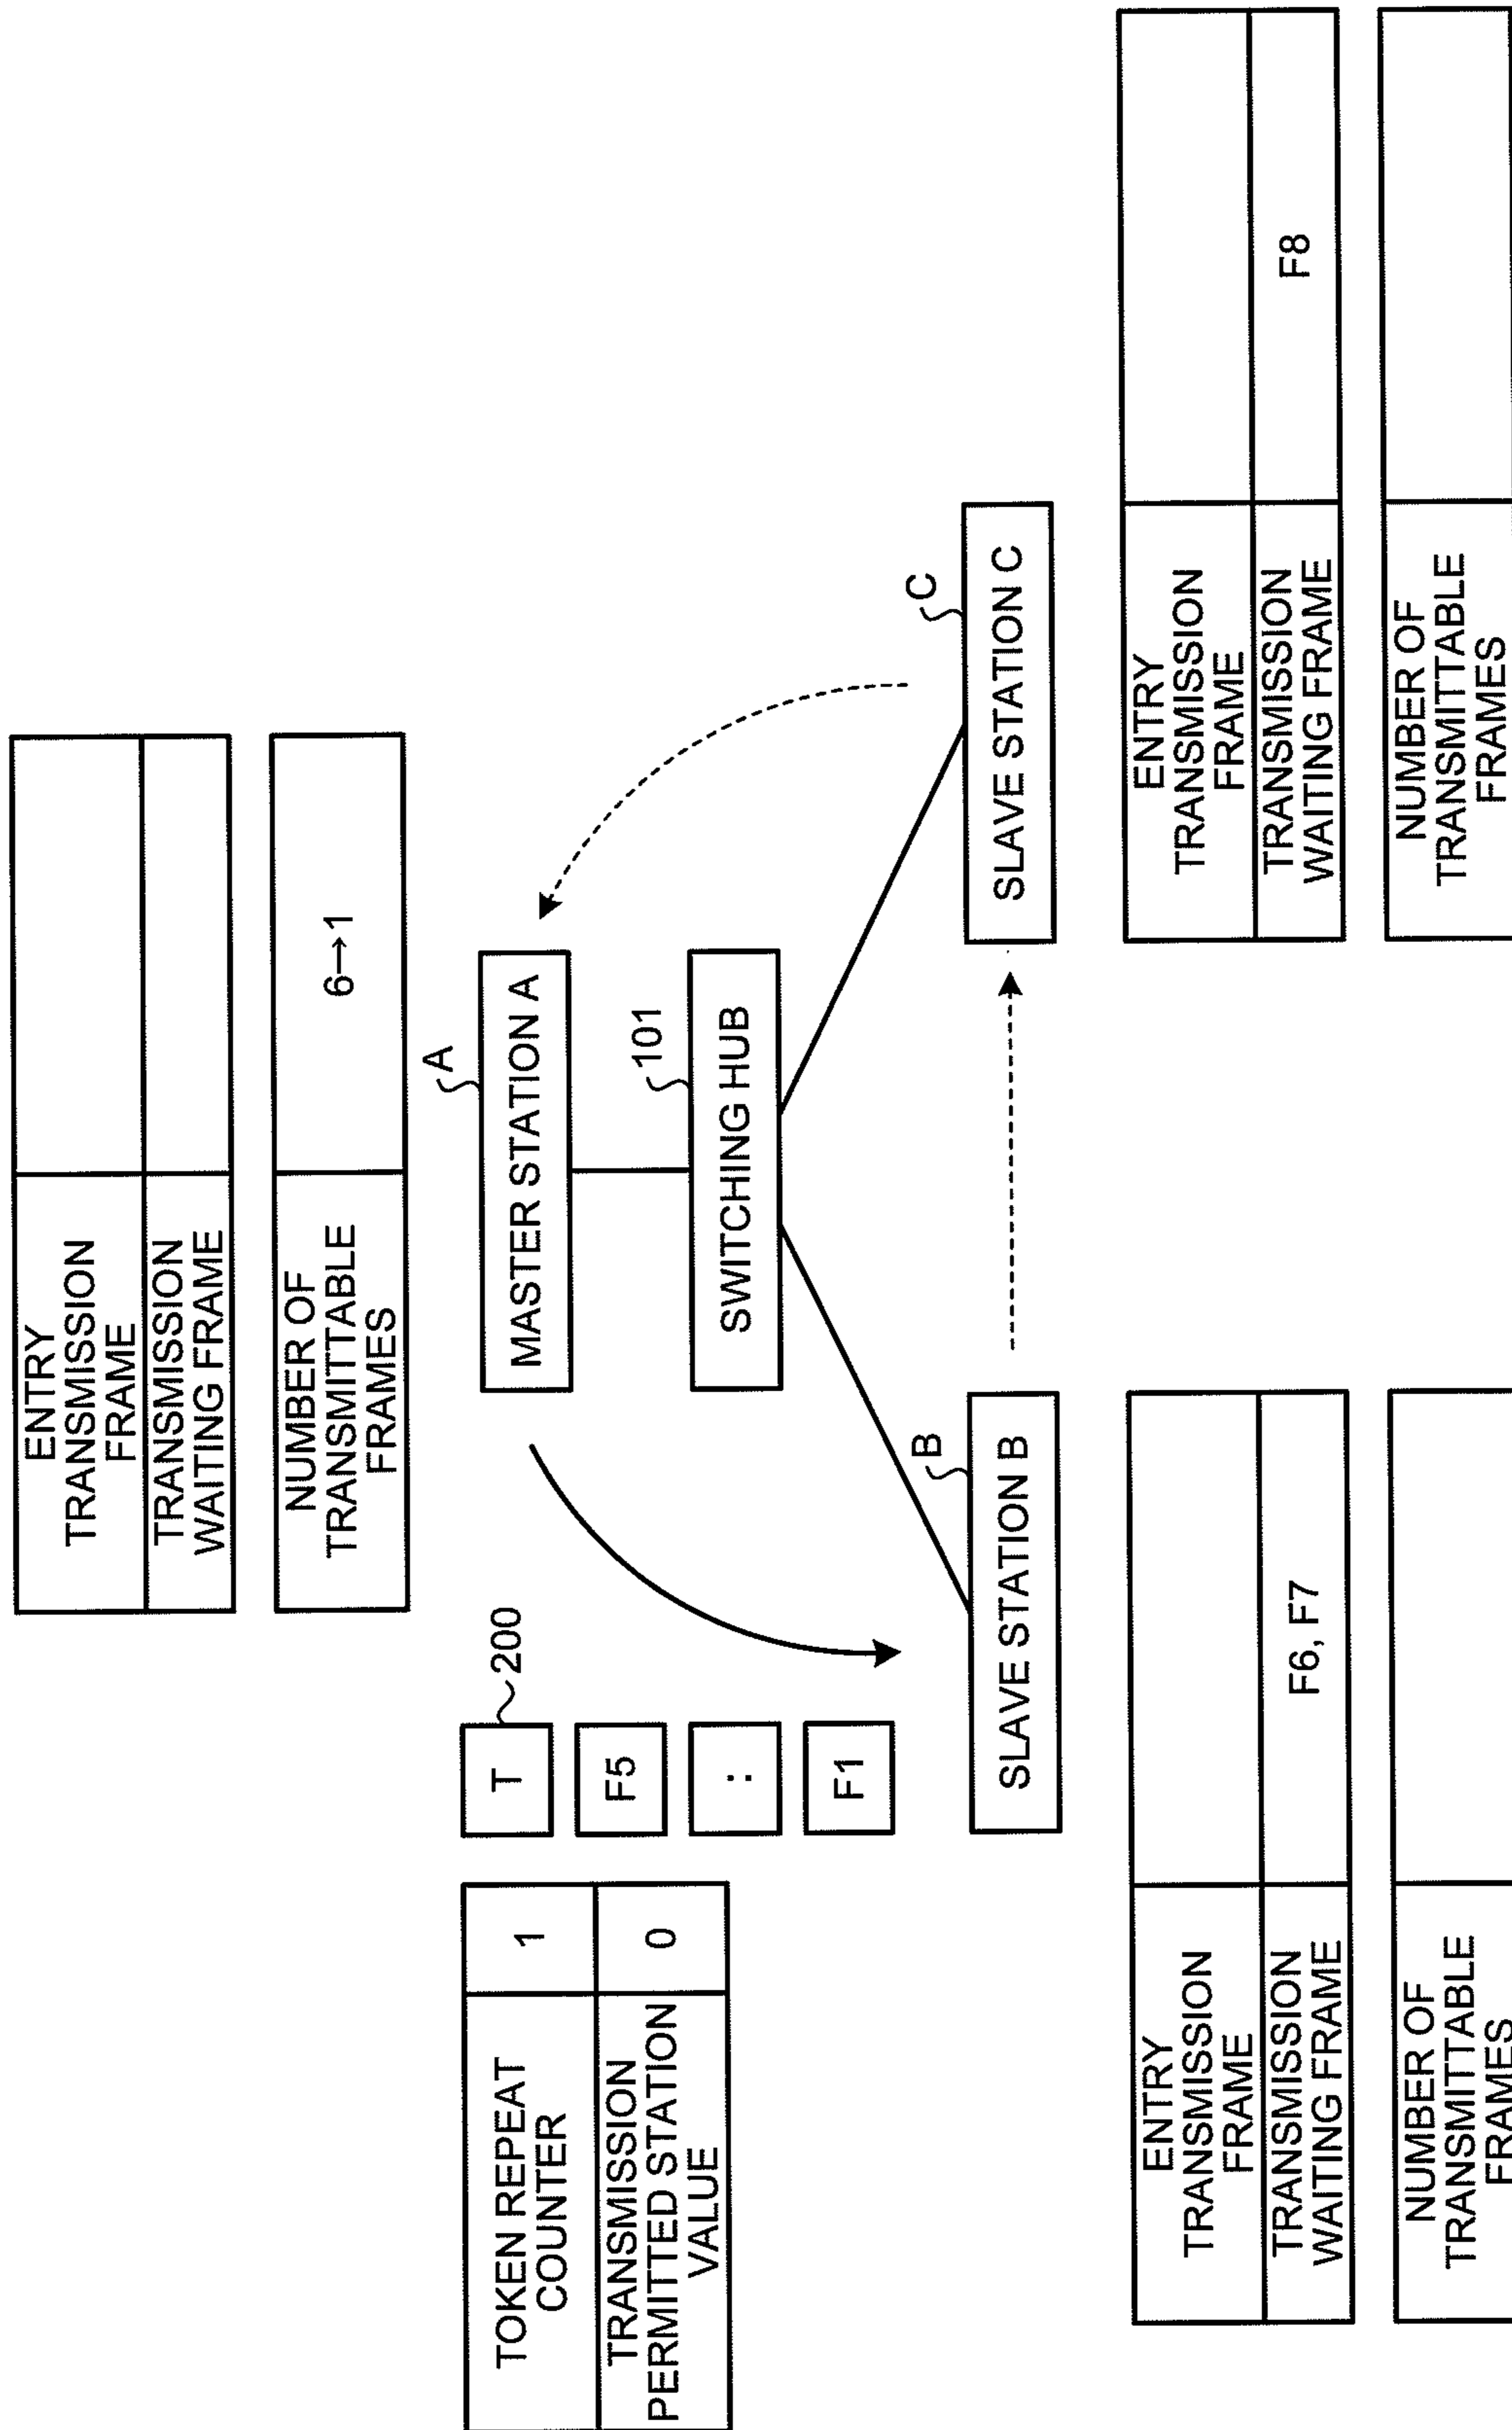 ENTRY
TRANSMISSION
FRAME
TRANSMISSION
WAITING FRAME
NUMBER OF
TRANSMITTABLE
FRAMES
6→1
A
MASTER STATION A
101
SWITCHING HUB
TOKEN REPEAT
COUNTER
1
TRANSMISSION
PERMITTED STATION
VALUE
0
T
200
F5
:
F1
B
SLAVE STATION B
C
SLAVE STATION C
ENTRY
TRANSMISSION
FRAME
TRANSMISSION
WAITING FRAME
F6, F7
NUMBER OF
TRANSMITTABLE
FRAMES
ENTRY
TRANSMISSION
FRAME
TRANSMISSION
WAITING FRAME
F8
NUMBER OF
TRANSMITTABLE
FRAMES